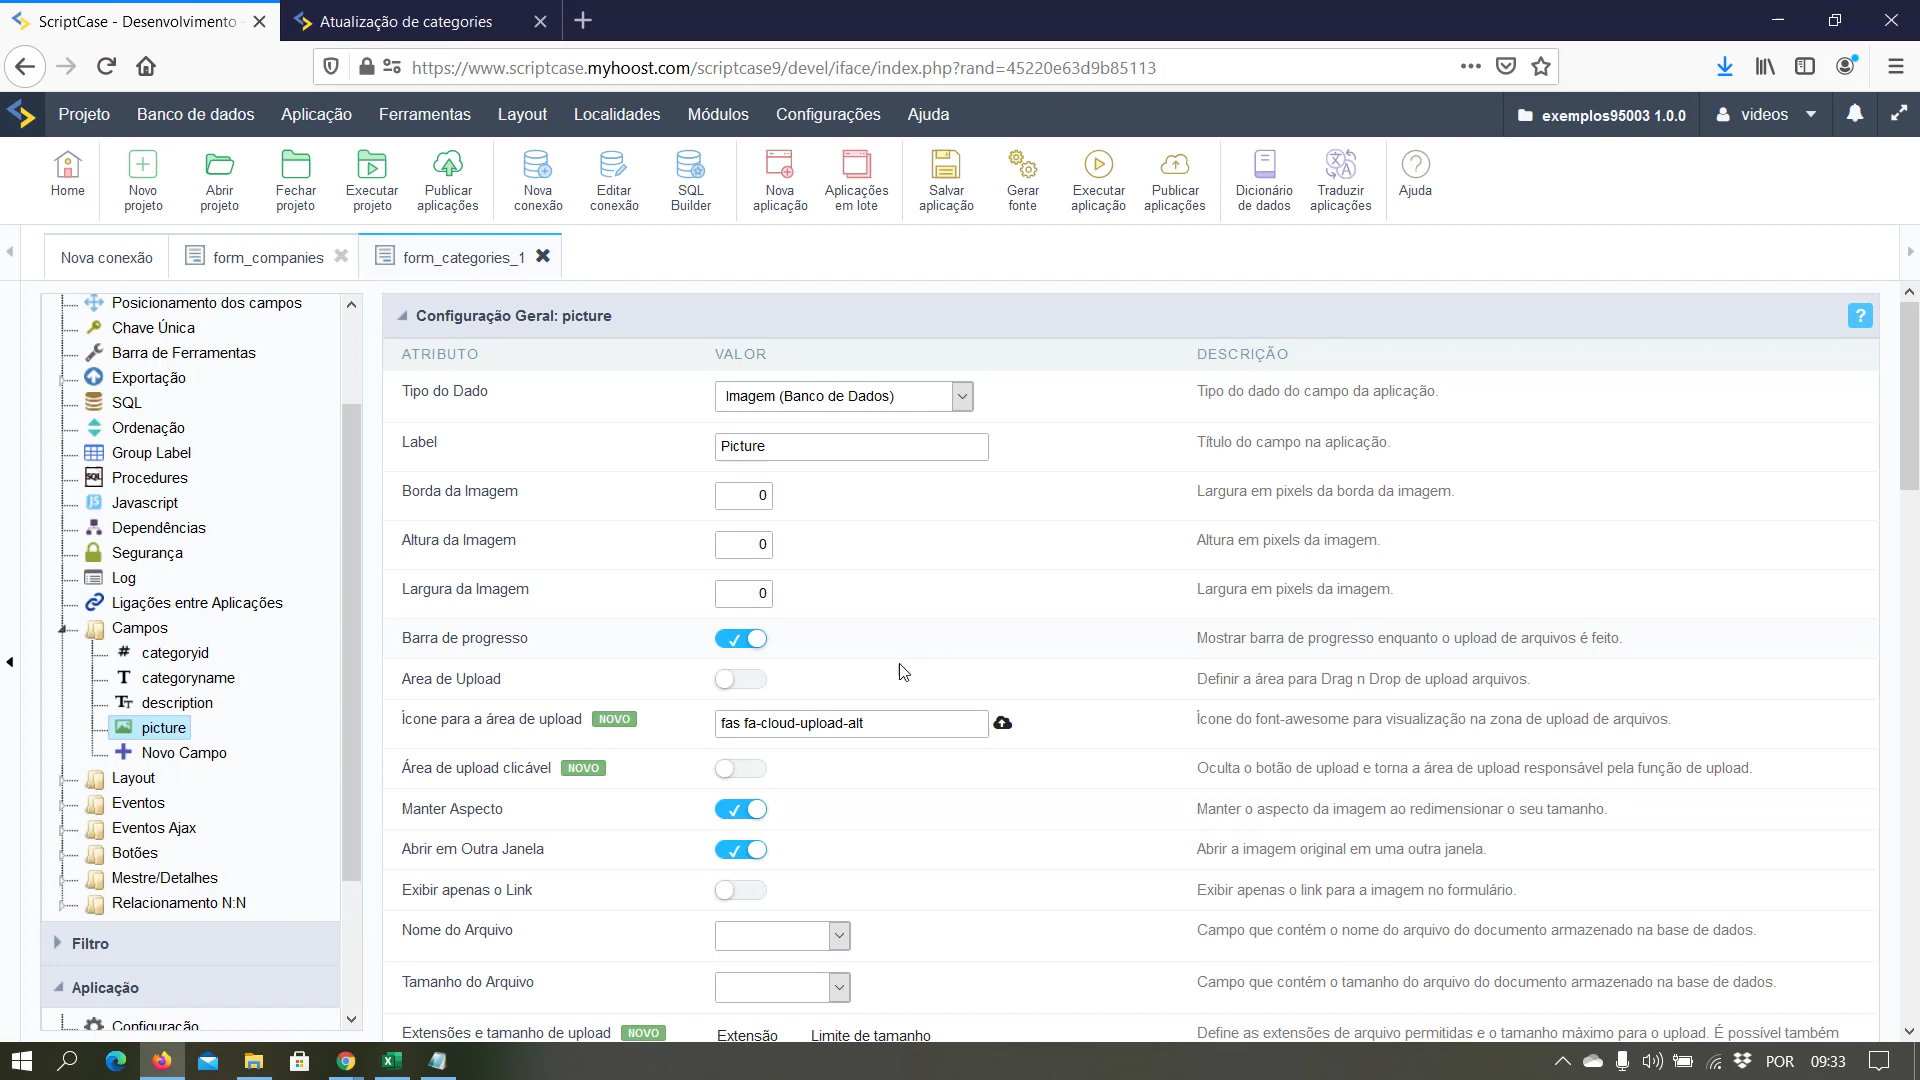 ScriptCase - Desenvolvimento -
Atualização de categories
https://www.scriptcase.myhoost.com/scriptcase9/devel/iface/index.php?rand=45220e63d9b85113
Projeto
Banco de dados
Aplicação
Ferramentas
Layout
Localidades
Módulos
Configurações
Ajuda
exemplos95003 1.0.0
videos
Home
Novo
projeto
Abrir
projeto
Fechar
projeto
Executar
projeto
Publicar
aplicações
Nova
conexão
Editar
conexão
SQL
Builder
Nova
aplicação
Aplicações
em lote
Salvar
aplicação
Gerar
fonte
Executar
aplicação
Publicar
aplicações
Dicionário
de dados
Traduzir
aplicações
Ajuda
Nova conexão
form_companies
form_categories_1
Posicionamento dos campos
Chave Única
Barra de Ferramentas
Exportação
SQL
Ordenação
Group Label
Procedures
Javascript
Dependências
Segurança
Log
Ligações entre Aplicações
Campos
categoryid
categoryname
description
picture
Novo Campo
Layout
Eventos
Eventos Ajax
Botões
Mestre/Detalhes
Relacionamento N:N
Filtro
Aplicação
Configuração
Configuração Geral: picture
?
ATRIBUTO
VALOR
DESCRIÇÃO
Tipo do Dado
Imagem (Banco de Dados)
Tipo do dado do campo da aplicação.
Label
Picture
Título do campo na aplicação.
Borda da Imagem
0
Largura em pixels da borda da imagem.
Altura da Imagem
0
Altura em pixels da imagem.
Largura da Imagem
0
Largura em pixels da imagem.
Barra de progresso
Mostrar barra de progresso enquanto o upload de arquivos é feito.
Area de Upload
Definir a área para Drag n Drop de upload arquivos.
Ícone para a área de upload NOVO
fas fa-cloud-upload-alt
Ícone do font-awesome para visualização na zona de upload de arquivos.
Área de upload clicável NOVO
Oculta o botão de upload e torna a área de upload responsável pela função de upload.
Manter Aspecto
Manter o aspecto da imagem ao redimensionar o seu tamanho.
Abrir em Outra Janela
Abrir a imagem original em uma outra janela.
Exibir apenas o Link
Exibir apenas o link para a imagem no formulário.
Nome do Arquivo
Campo que contém o nome do arquivo do documento armazenado na base de dados.
Tamanho do Arquivo
Campo que contém o tamanho do arquivo do documento armazenado na base de dados.
Extensões e tamanho de upload NOVO
Extensão
Limite de tamanho
Define as extensões de arquivo permitidas e o tamanho máximo para o upload. É possível também
POR
09:33